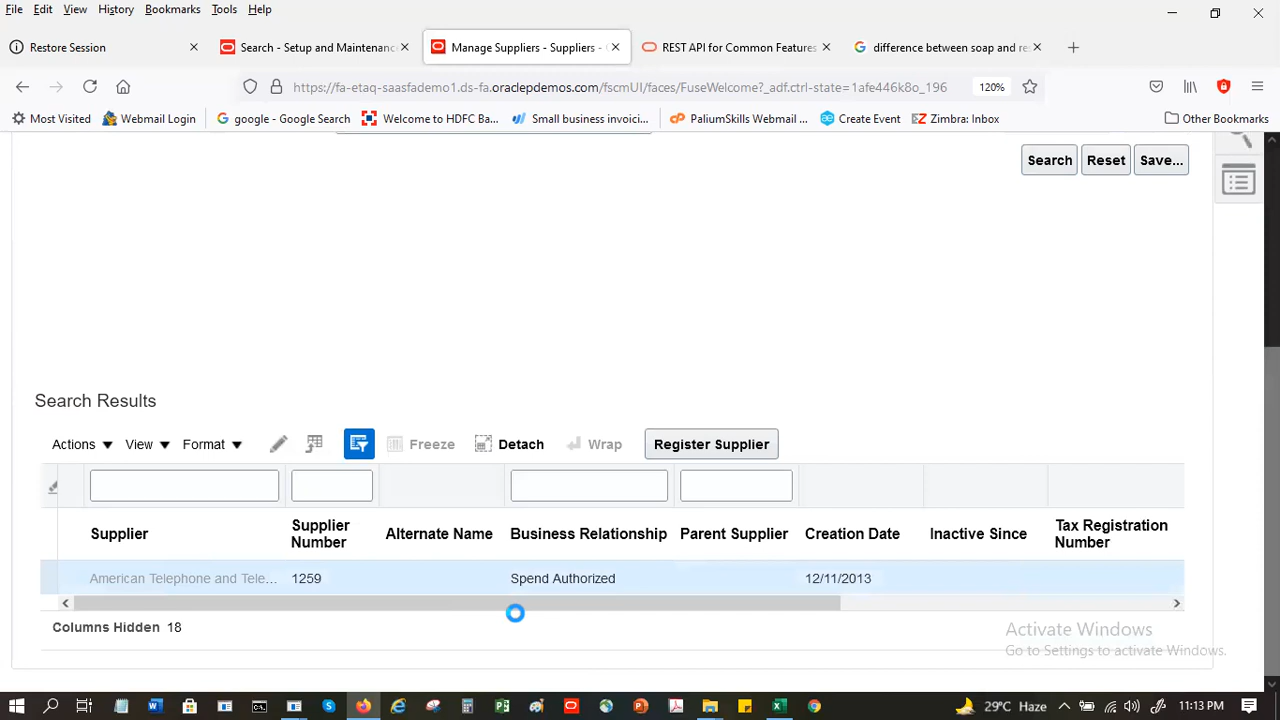 File Edit View History Bookmarks Tools Help
Restore Session × Search - Setup and Maintenance × Manage Suppliers - Suppliers - × REST API for Common Features × difference between soap and re × +
https://fa-etaq-saasfademo1.ds-fa.oraclodemos.com/fscmUI/faces/FuseWelcome?_adf.ctrl-state=1afe446k8o_196 120%
Most Visited Webmail Login google - Google Search Welcome to HDFC Ba... Small business invoici... PaliumSkills Webmail ... Create Event Zimbra: Inbox Other Bookmarks
Search Reset Save...
Search Results
Actions View Format Freeze Detach Wrap Register Supplier
Supplier Supplier Number Alternate Name Business Relationship Parent Supplier Creation Date Inactive Since Tax Registration Number
American Telephone and Tele... 1259 Spend Authorized 12/11/2013
Columns Hidden 18
Activate Windows
Go to Settings to activate Windows.
29°C Haze 11:13 PM